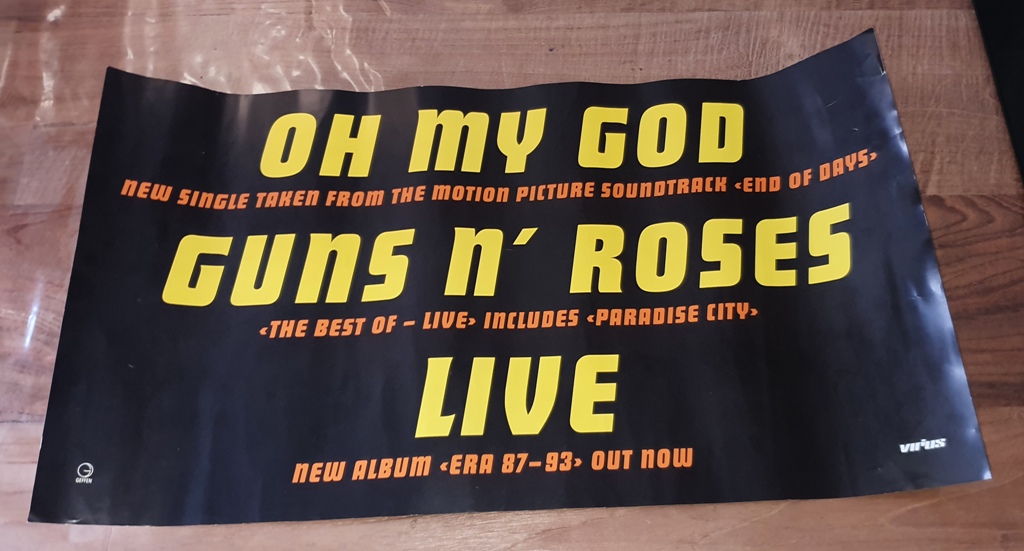 OH MY GOD
NEW SINGLE TAKEN FROM THE MOTION PICTURE SOUNDTRACK ‹END OF DAYS›
GUNS N' ROSES
‹THE BEST OF – LIVE› INCLUDES ‹PARADISE CITY›
LIVE
NEW ALBUM ‹ERA 87–93› OUT NOW
GEFFEN
VIRUS